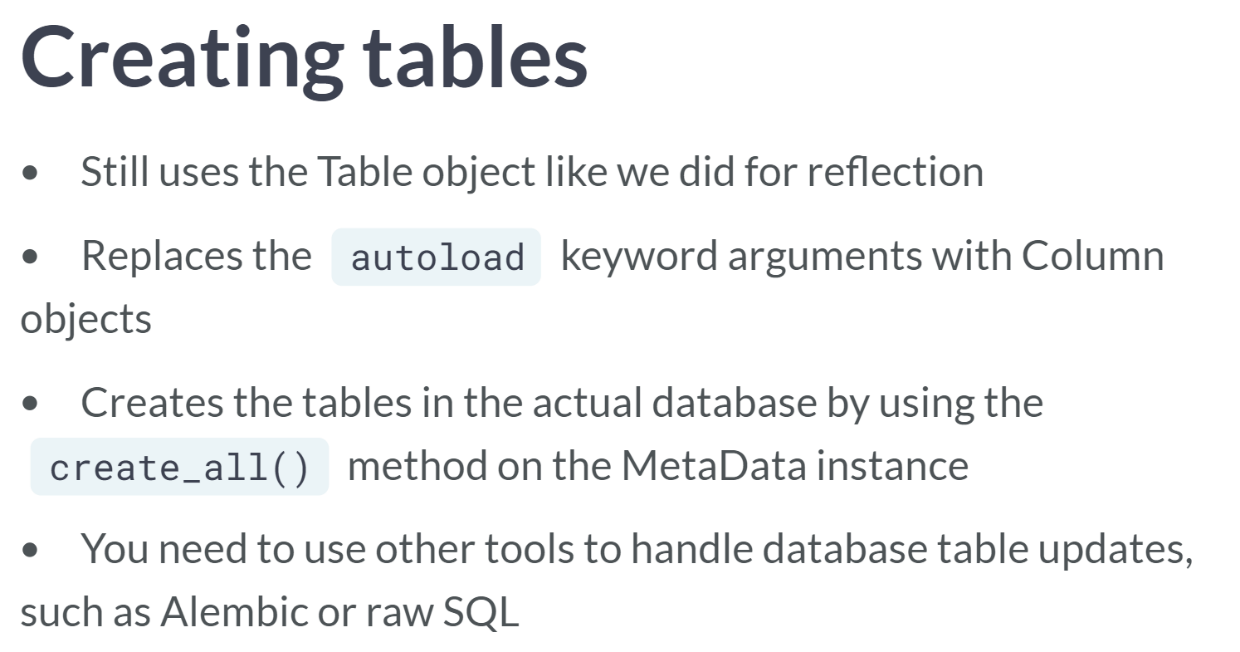 Creating tables
• Still uses the Table object like we did for reflection
• Replaces the autoload keyword arguments with Column
objects
• Creates the tables in the actual database by using the
create_all() method on the MetaData instance
• You need to use other tools to handle database table updates,
such as Alembic or raw SQL